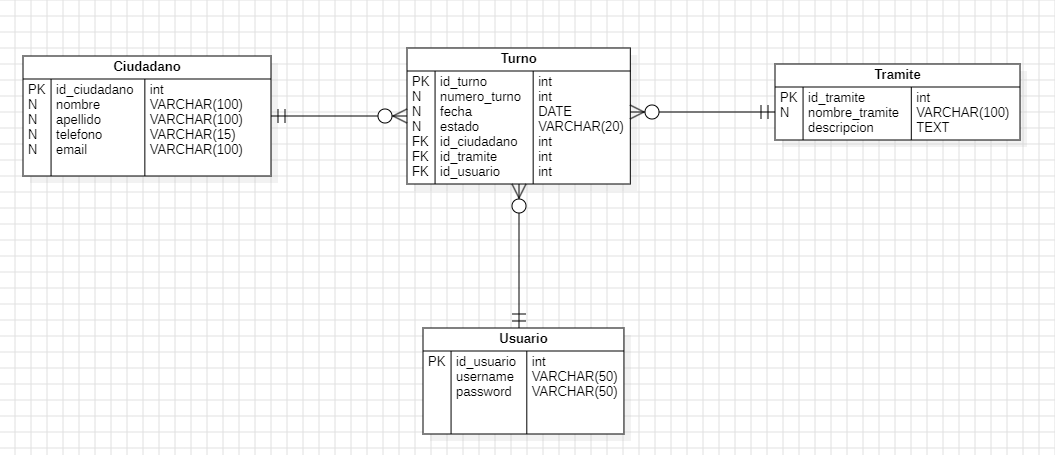 Ciudadano
PK id_ciudadano int
N nombre VARCHAR(100)
N apellido VARCHAR(100)
N telefono VARCHAR(15)
N email VARCHAR(100)
Turno
PK id_turno int
N numero_turno int
N fecha DATE
N estado VARCHAR(20)
FK id_ciudadano int
FK id_tramite int
FK id_usuario int
Tramite
PK id_tramite int
N nombre_tramite VARCHAR(100)
descripcion TEXT
Usuario
PK id_usuario int
username VARCHAR(50)
password VARCHAR(50)